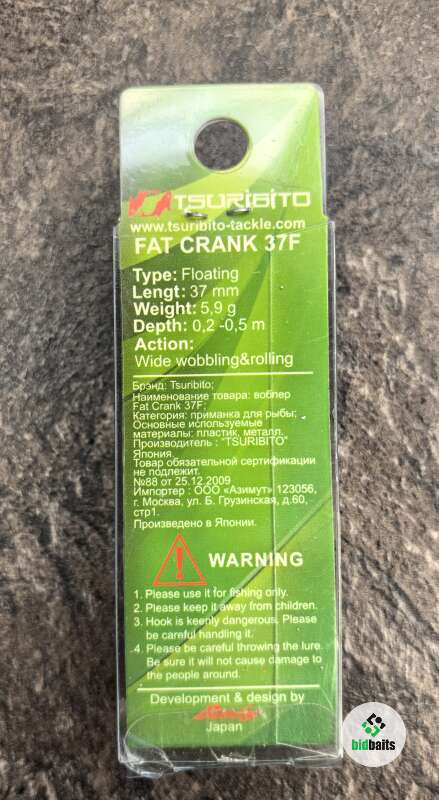 TSURIBITO
www.tsuribito-tackle.com
FAT CRANK 37F
Type: Floating
Lengt: 37 mm
Weight: 5,9 g
Depth: 0,2 -0,5 m
Action:
Wide wobbling&rolling
Брэнд: Tsuribito;
Наименование товара: воблер
Fat Crank 37F;
Категория: приманка для рыбы;
Основные используемые
материалы: пластик, металл.
Производитель : "TSURIBITO"
Япония.
Товар обязательной сертификации
не подлежит.
№88 от 25.12.2009
Импортер : ООО «Азимут» 123056,
г. Москва, ул. Б. Грузинская, д.60,
стр1.
Произведено в Японии.
WARNING
1. Please use it for fishing only.
2. Please keep it away from children.
3. Hook is keenly dangerous. Please
be careful handling it.
4. Please be careful throwing the lure.
Be sure it will not cause damage to
the people around.
Development & design by
Japan
bidbaits